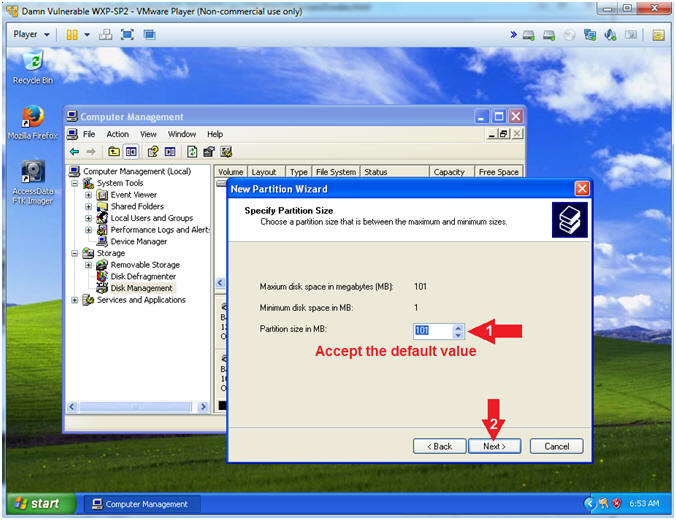 Damn Vulnerable WXP-SP2 - VMware Player (Non-commercial use only)
Player
Recycle Bin
Mozilla Firefox
AccessData
FTK Imager
Computer Management
File Action View Window Help
Computer Management (Local)
System Tools
Event Viewer
Shared Folders
Local Users and Groups
Performance Logs and Alert
Device Manager
Storage
Removable Storage
Disk Defragmenter
Disk Management
Services and Applications
Volume Layout Type File System Status Capacity Free Space
New Partition Wizard
Specify Partition Size
Choose a partition size that is between the maximum and minimum sizes.
Maxium disk space in megabytes (MB): 101
Minimum disk space in MB: 1
Partition size in MB: 101
1
Accept the default value
2
< Back Next > Cancel
start
Computer Management
6:53 AM